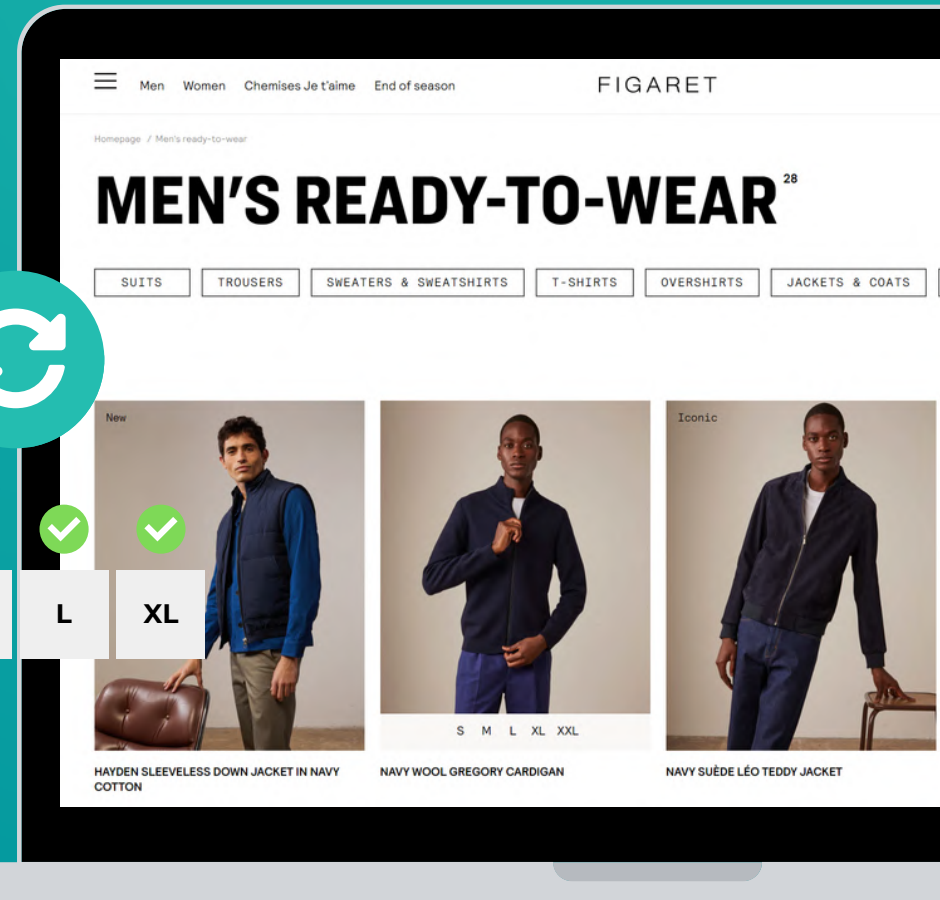 Men Women Chemises Je t'aime End of season
FIGARET
Homepage / Men's ready-to-wear
MEN'S READY-TO-WEAR 28
SUITS TROUSERS SWEATERS & SWEATSHIRTS T-SHIRTS OVERSHIRTS JACKETS & COATS
New
Iconic
L XL
S M L XL XXL
HAYDEN SLEEVELESS DOWN JACKET IN NAVY
COTTON
NAVY WOOL GREGORY CARDIGAN
NAVY SUÈDE LÉO TEDDY JACKET